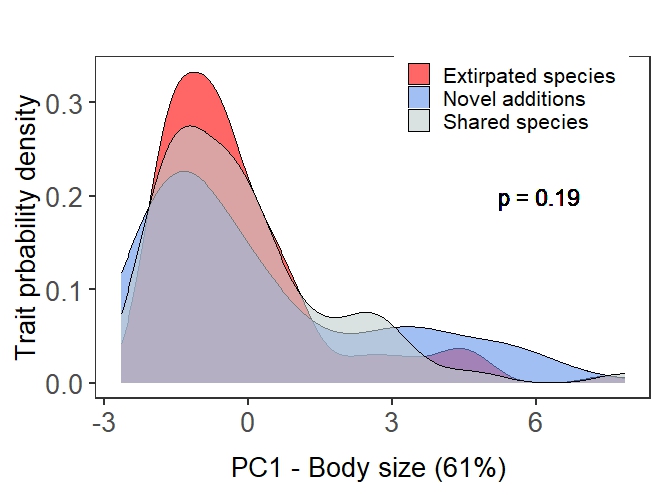 Extirpated species
Novel additions
Shared species
p = 0.19
Trait prbability density
0.3
0.2
0.1
0.0
-3
0
3
6
PC1 - Body size (61%)